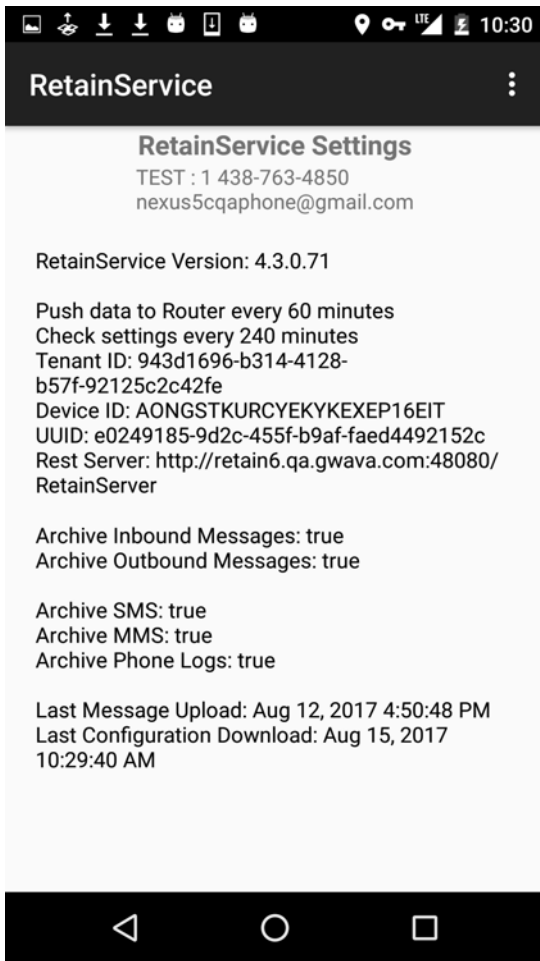 LTE 10:30
RetainService
RetainService Settings
TEST : 1 438-763-4850
nexus5cqaphone@gmail.com
RetainService Version: 4.3.0.71
Push data to Router every 60 minutes
Check settings every 240 minutes
Tenant ID: 943d1696-b314-4128-
b57f-92125c2c42fe
Device ID: AONGSTKURCYEKYKEXEP16EIT
UUID: e0249185-9d2c-455f-b9af-faed4492152c
Rest Server: http://retain6.qa.gwava.com:48080/
RetainServer
Archive Inbound Messages: true
Archive Outbound Messages: true
Archive SMS: true
Archive MMS: true
Archive Phone Logs: true
Last Message Upload: Aug 12, 2017 4:50:48 PM
Last Configuration Download: Aug 15, 2017
10:29:40 AM